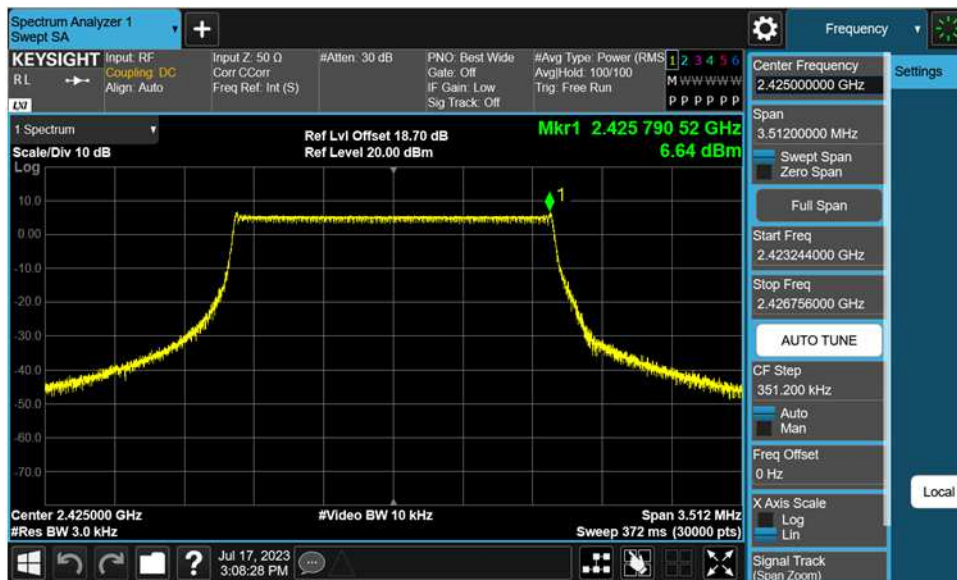 Spectrum Analyzer 1
Swept SA
+
Frequency
KEYSIGHT
RL
LXI
Input: RF
Coupling: DC
Align: Auto
Input Z: 50 Ω
Corr CCorr
Freq Ref: Int (S)
#Atten: 30 dB
PNO: Best Wide
Gate: Off
IF Gain: Low
Sig Track: Off
#Avg Type: Power (RMS
Avg|Hold: 100/100
Trig: Free Run
1 2 3 4 5 6
M W W W W W
P P P P P P
1 Spectrum
Scale/Div 10 dB
Log
Ref Lvl Offset 18.70 dB
Ref Level 20.00 dBm
Mkr1 2.425 790 52 GHz
6.64 dBm
1
10.0
0.00
-10.0
-20.0
-30.0
-40.0
-50.0
-60.0
-70.0
Center 2.425000 GHz
#Res BW 3.0 kHz
#Video BW 10 kHz
Span 3.512 MHz
Sweep 372 ms (30000 pts)
?
Jul 17, 2023
3:08:28 PM
Center Frequency
2.425000000 GHz
Span
3.51200000 MHz
Swept Span
Zero Span
Full Span
Start Freq
2.423244000 GHz
Stop Freq
2.426756000 GHz
AUTO TUNE
CF Step
351.200 kHz
Auto
Man
Freq Offset
0 Hz
X Axis Scale
Log
Lin
Signal Track
(Span Zoom)
Settings
Local